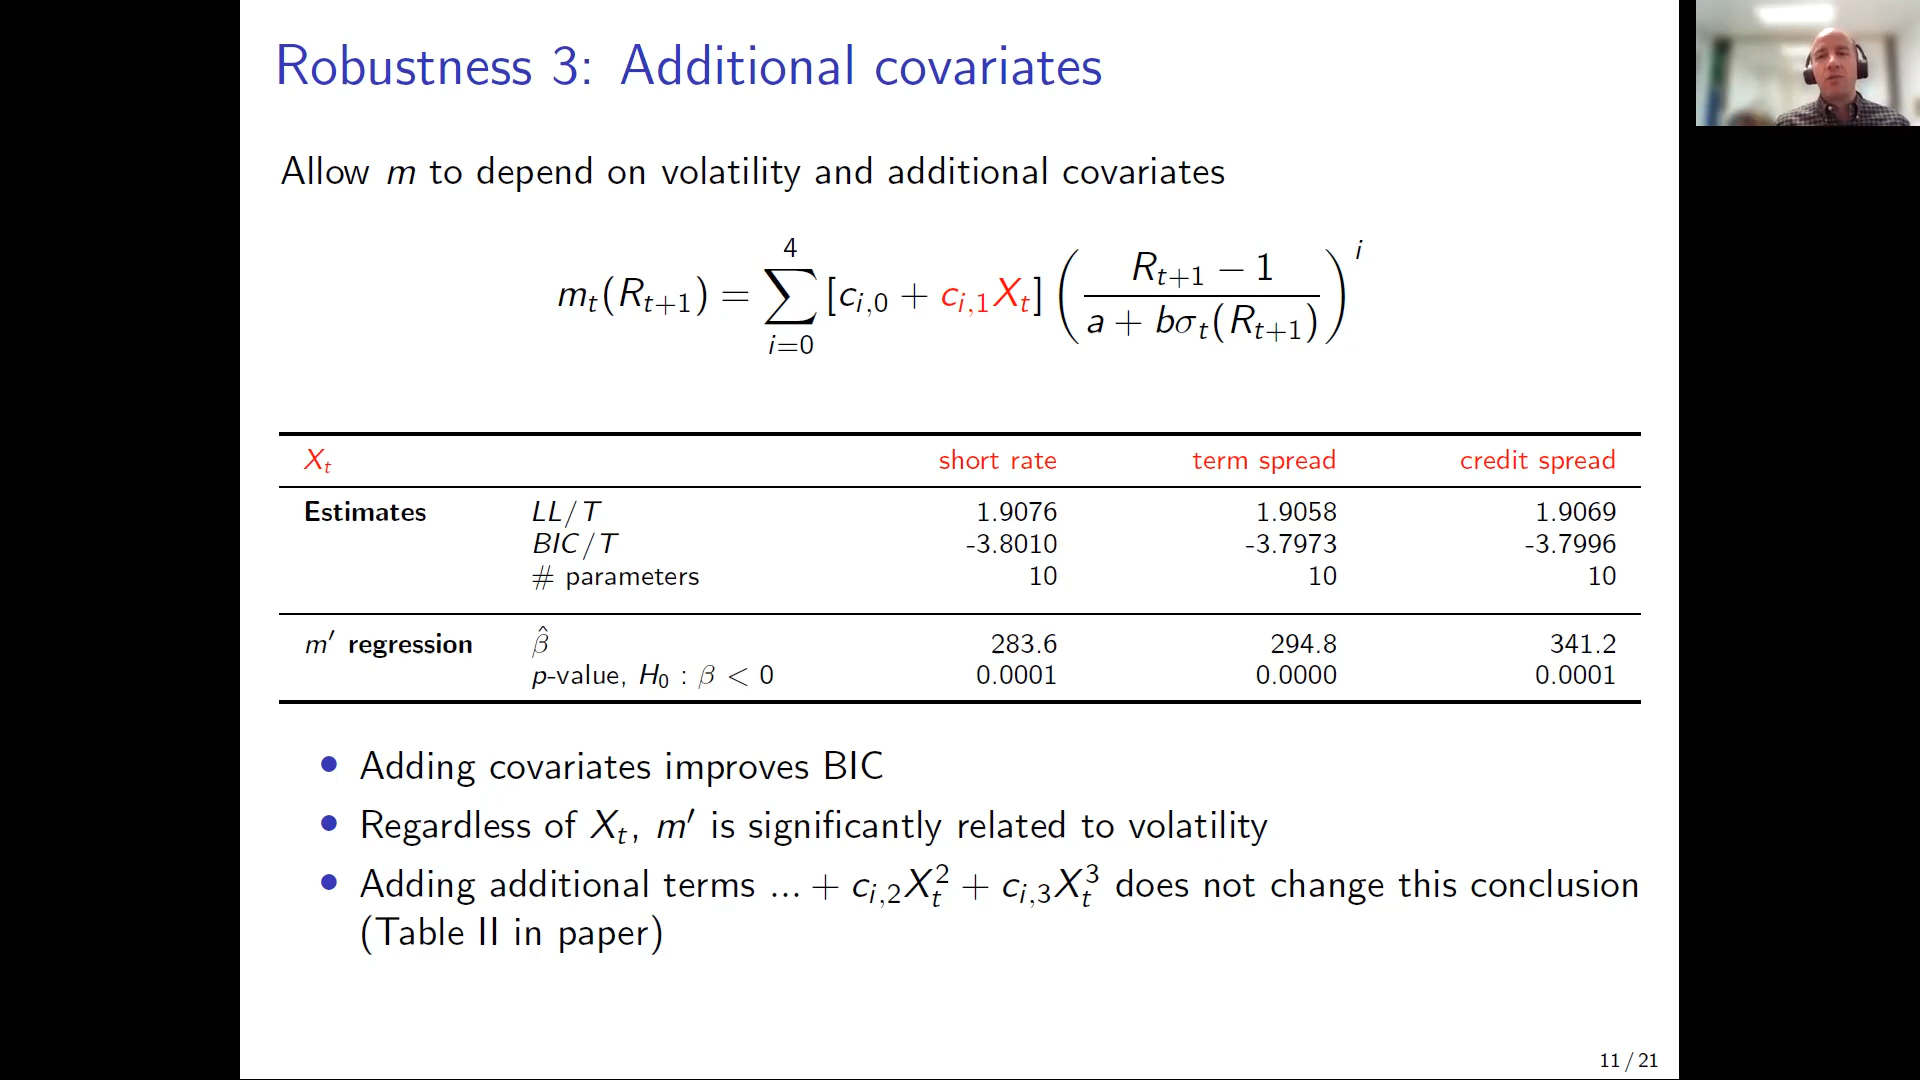 Robustness 3: Additional covariates
Allow m to depend on volatility and additional covariates
m_t(R_{t+1}) = \sum_{i=0}^{4} [c_{i,0} + c_{i,1}X_t] \left( \frac{R_{t+1} - 1}{a + b\sigma_t(R_{t+1})} \right)^i
X_t short rate term spread credit spread
Estimates LL/T 1.9076 1.9058 1.9069
BIC/T -3.8010 -3.7973 -3.7996
# parameters 10 10 10
m′ regression β̂ 283.6 294.8 341.2
p-value, H_0 : β < 0 0.0001 0.0000 0.0001
• Adding covariates improves BIC
• Regardless of X_t, m′ is significantly related to volatility
• Adding additional terms ... + c_{i,2}X_t^2 + c_{i,3}X_t^3 does not change this conclusion
(Table II in paper)
11 / 21